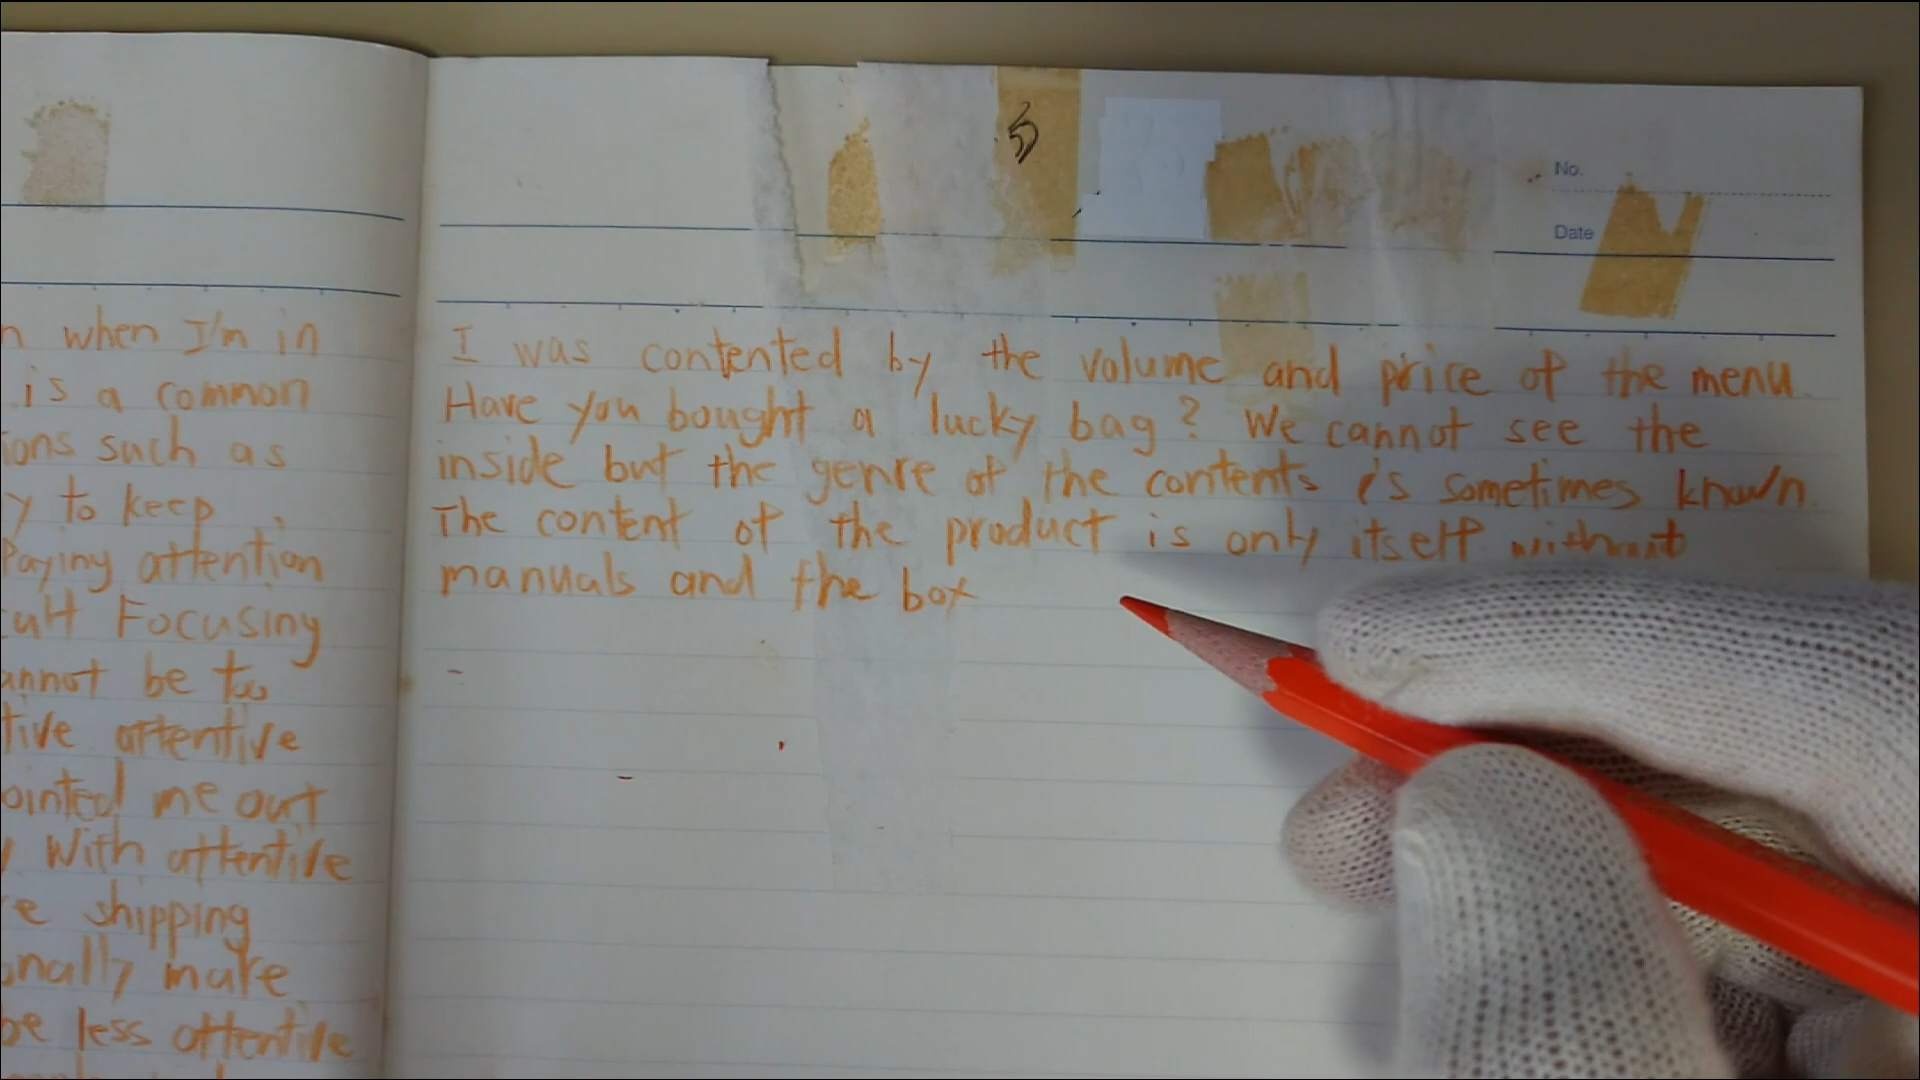 n when I'm in
is a common
ions such as
y to keep
Paying attention
cult Focusing
annot be too
tive attentive
ointed me out
y With attentive
e shipping
onally make
be less attentive
5
No.
Date
I was contented by the volume and price of the menu.
Have you bought a lucky bag? We cannot see the
inside but the genre of the contents is sometimes known.
The content of the product is only itself without
manuals and the box